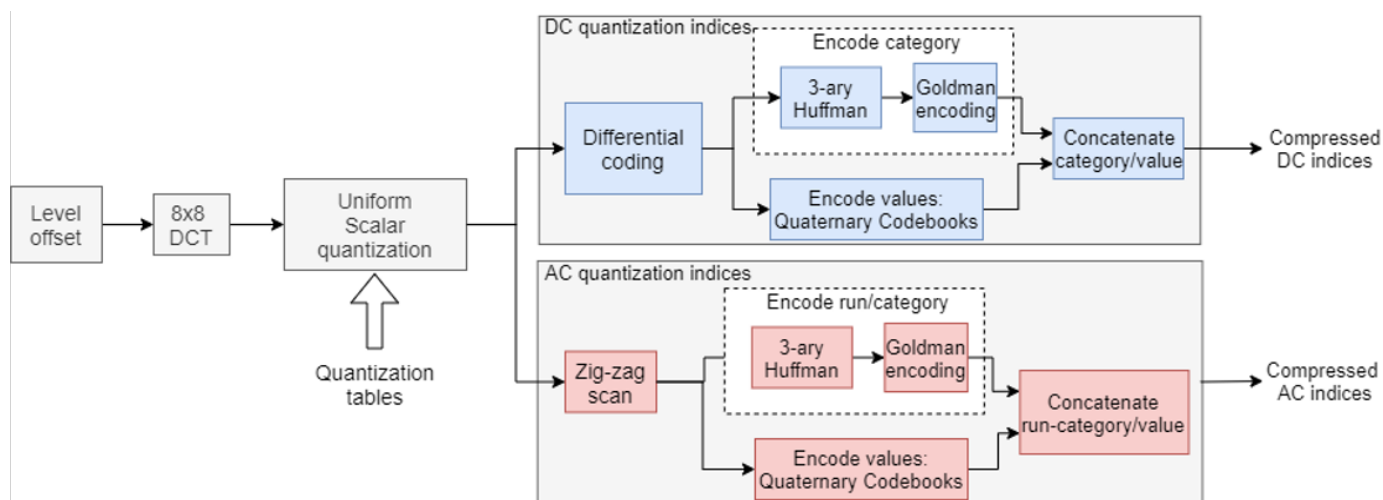 DC quantization indices
Encode category
3-ary
Huffman
Goldman
encoding
Differential
coding
Concatenate
category/value
Compressed
DC indices
Encode values:
Quaternary Codebooks
Level
offset
8x8
DCT
Uniform
Scalar
quantization
Quantization
tables
AC quantization indices
Encode run/category
3-ary
Huffman
Goldman
encoding
Zig-zag
scan
Concatenate
run-category/value
Compressed
AC indices
Encode values:
Quaternary Codebooks